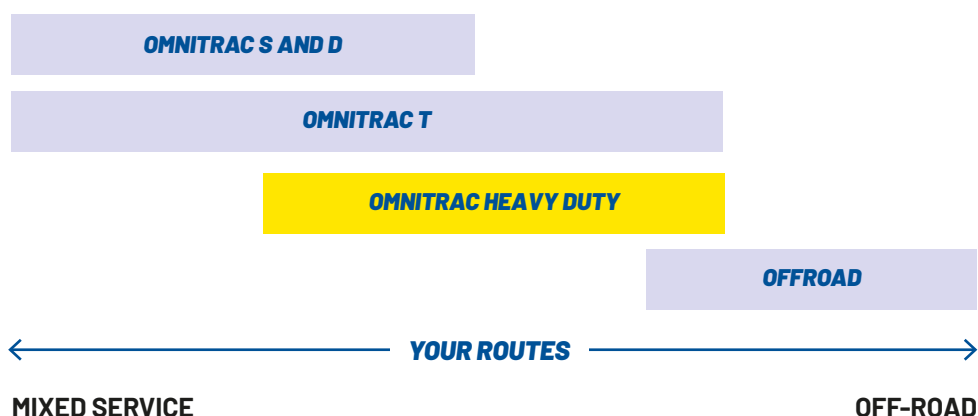 OMNITRAC S AND D
OMNITRAC T
OMNITRAC HEAVY DUTY
OFFROAD
YOUR ROUTES
MIXED SERVICE
OFF-ROAD